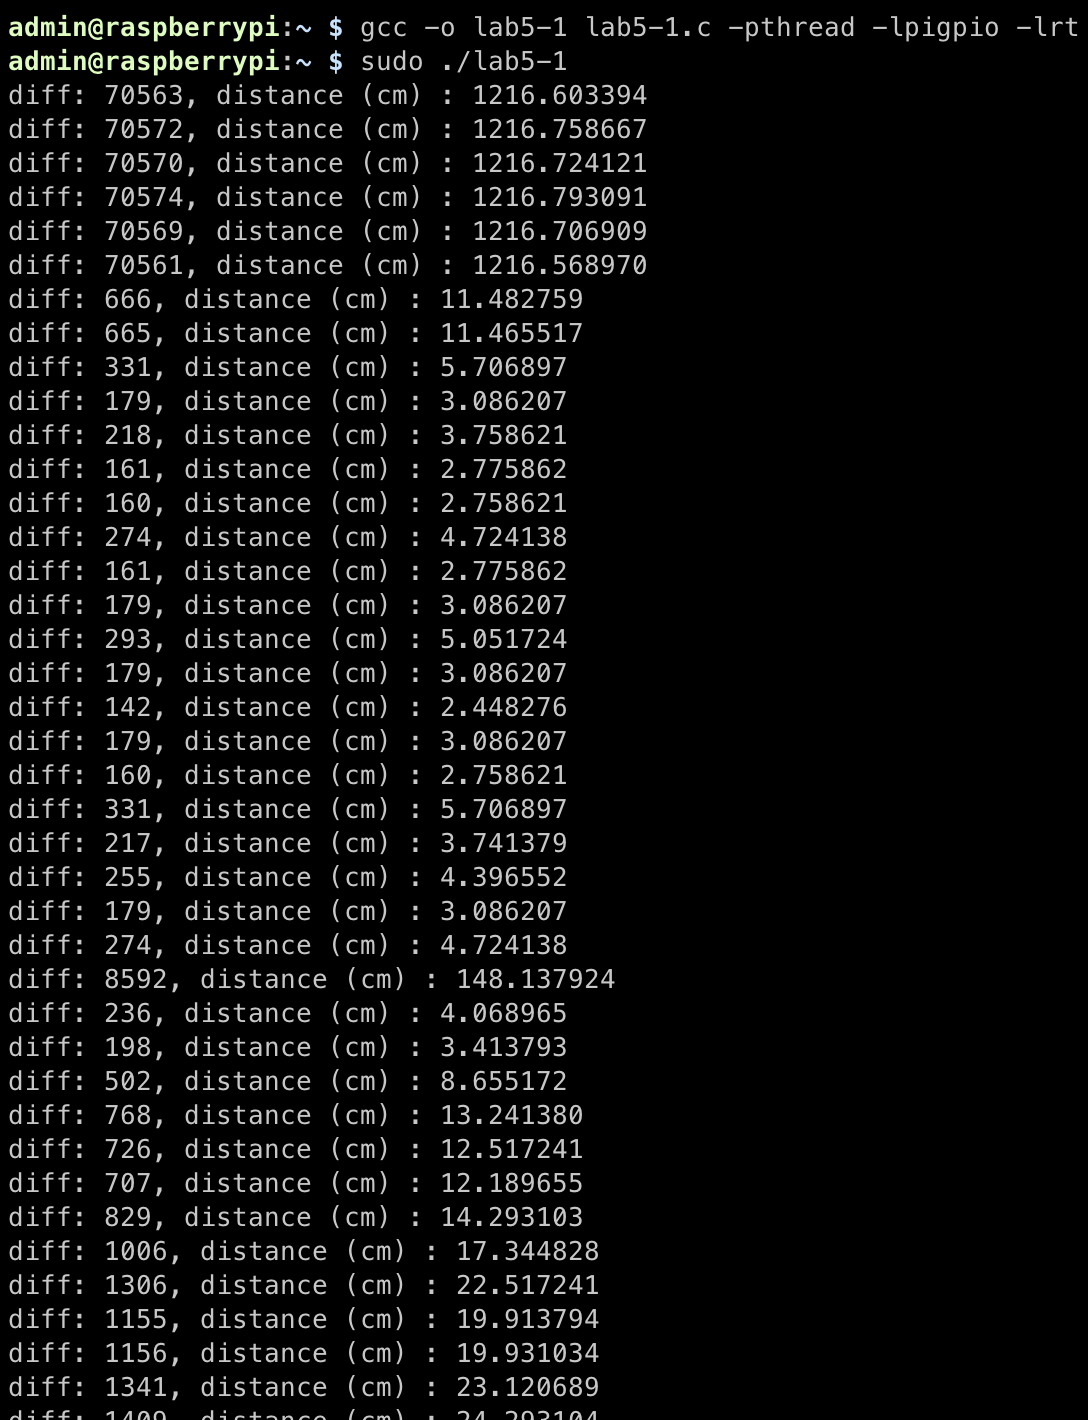 admin@raspberrypi:~ $ gcc -o lab5-1 lab5-1.c -pthread -lpigpio -lrt
admin@raspberrypi:~ $ sudo ./lab5-1
diff: 70563, distance (cm) : 1216.603394
diff: 70572, distance (cm) : 1216.758667
diff: 70570, distance (cm) : 1216.724121
diff: 70574, distance (cm) : 1216.793091
diff: 70569, distance (cm) : 1216.706909
diff: 70561, distance (cm) : 1216.568970
diff: 666, distance (cm) : 11.482759
diff: 665, distance (cm) : 11.465517
diff: 331, distance (cm) : 5.706897
diff: 179, distance (cm) : 3.086207
diff: 218, distance (cm) : 3.758621
diff: 161, distance (cm) : 2.775862
diff: 160, distance (cm) : 2.758621
diff: 274, distance (cm) : 4.724138
diff: 161, distance (cm) : 2.775862
diff: 179, distance (cm) : 3.086207
diff: 293, distance (cm) : 5.051724
diff: 179, distance (cm) : 3.086207
diff: 142, distance (cm) : 2.448276
diff: 179, distance (cm) : 3.086207
diff: 160, distance (cm) : 2.758621
diff: 331, distance (cm) : 5.706897
diff: 217, distance (cm) : 3.741379
diff: 255, distance (cm) : 4.396552
diff: 179, distance (cm) : 3.086207
diff: 274, distance (cm) : 4.724138
diff: 8592, distance (cm) : 148.137924
diff: 236, distance (cm) : 4.068965
diff: 198, distance (cm) : 3.413793
diff: 502, distance (cm) : 8.655172
diff: 768, distance (cm) : 13.241380
diff: 726, distance (cm) : 12.517241
diff: 707, distance (cm) : 12.189655
diff: 829, distance (cm) : 14.293103
diff: 1006, distance (cm) : 17.344828
diff: 1306, distance (cm) : 22.517241
diff: 1155, distance (cm) : 19.913794
diff: 1156, distance (cm) : 19.931034
diff: 1341, distance (cm) : 23.120689
diff: 1409, distance (cm) : 24.293104